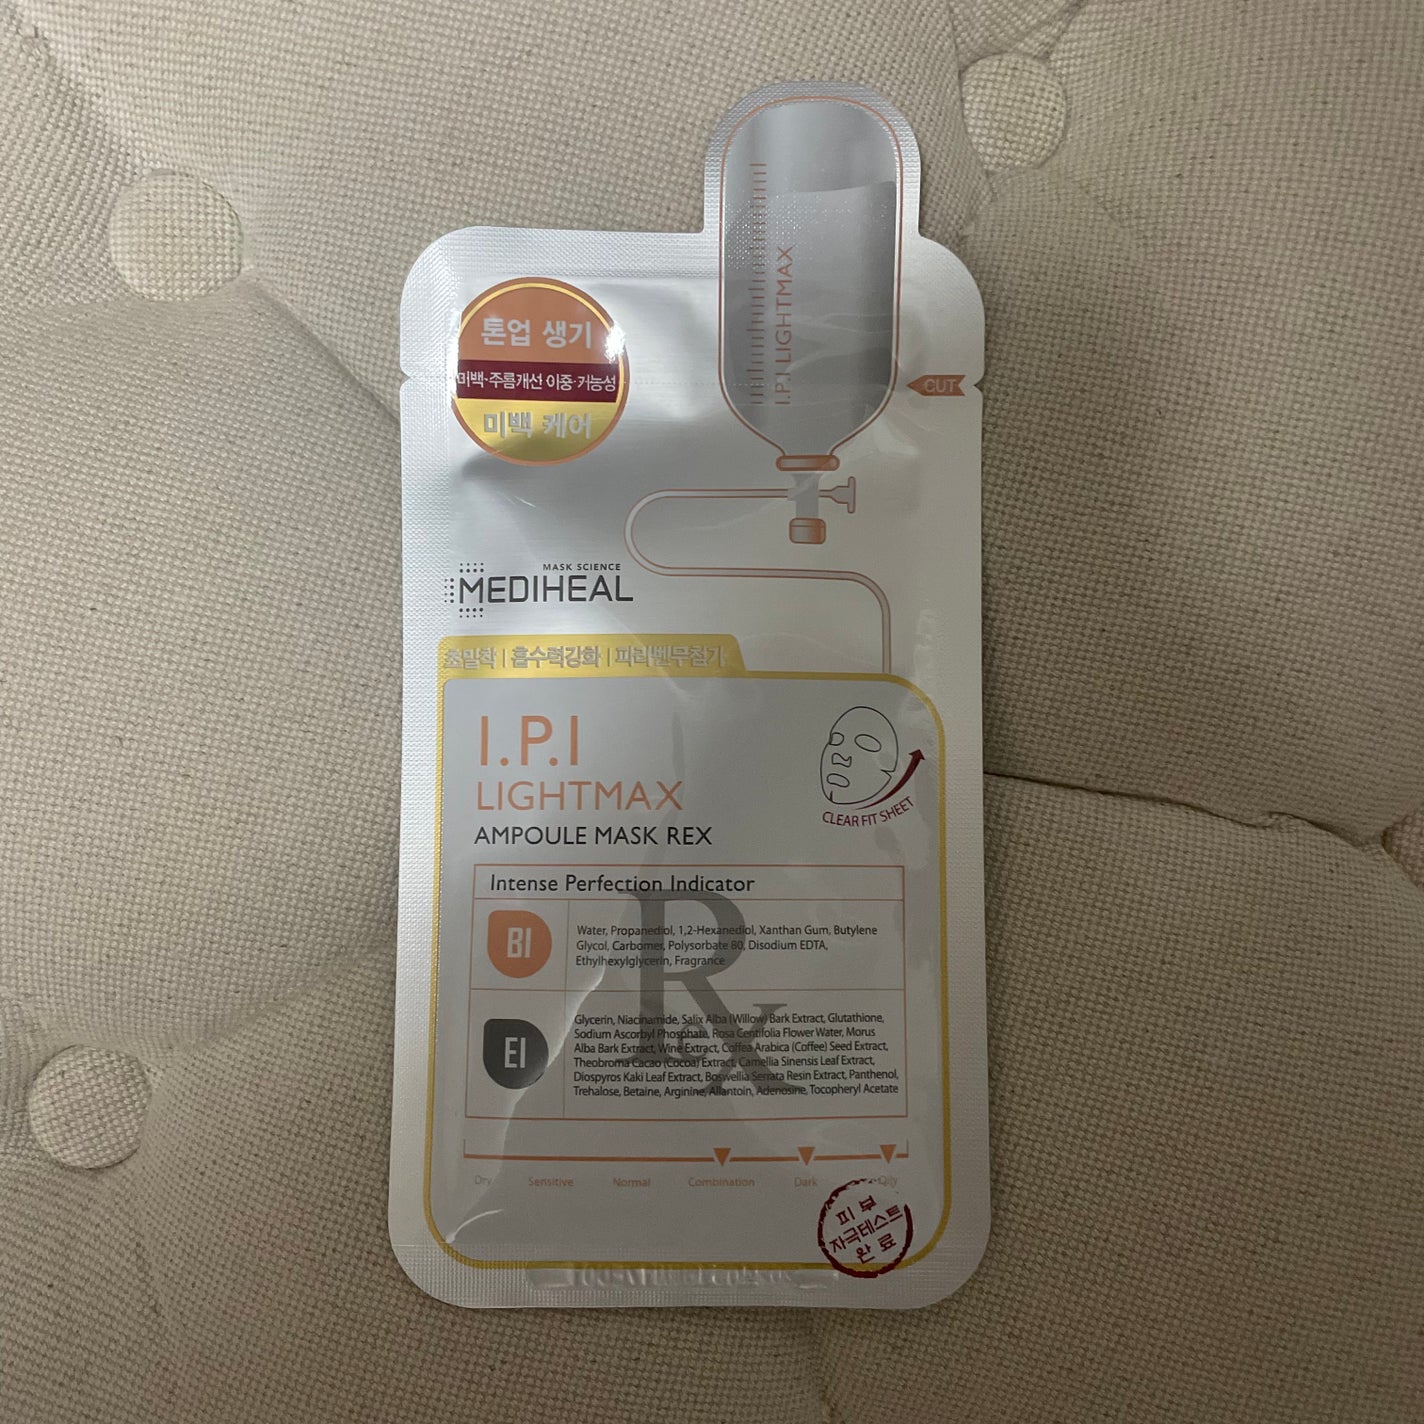 I.P.I LIGHTMAX
톤업 생기
미백·주름개선 이중·기능성
미백 케어
CUT
MASK SCIENCE
MEDIHEAL
초밀착 | 흡수력강화 | 파라벤무첨가
I.P.I
LIGHTMAX
AMPOULE MASK REX
CLEAR FIT SHEET
Intense Perfection Indicator
BI
Water, Propanediol, 1,2-Hexanediol, Xanthan Gum, Butylene
Glycol, Carbomer, Polysorbate 80, Disodium EDTA,
Ethylhexylglycerin, Fragrance
EI
Glycerin, Niacinamide, Salix Alba (Willow) Bark Extract, Glutathione,
Sodium Ascorbyl Phosphate, Rosa Centifolia Flower Water, Morus
Alba Bark Extract, Wine Extract, Coffea Arabica (Coffee) Seed Extract,
Theobroma Cacao (Cocoa) Extract, Camellia Sinensis Leaf Extract,
Diospyros Kaki Leaf Extract, Boswellia Serrata Resin Extract, Panthenol,
Trehalose, Betaine, Arginine, Allantoin, Adenosine, Tocopheryl Acetate
Rex
Dry Sensitive Normal Combination Dark Oily
피부
자극테스트
완료